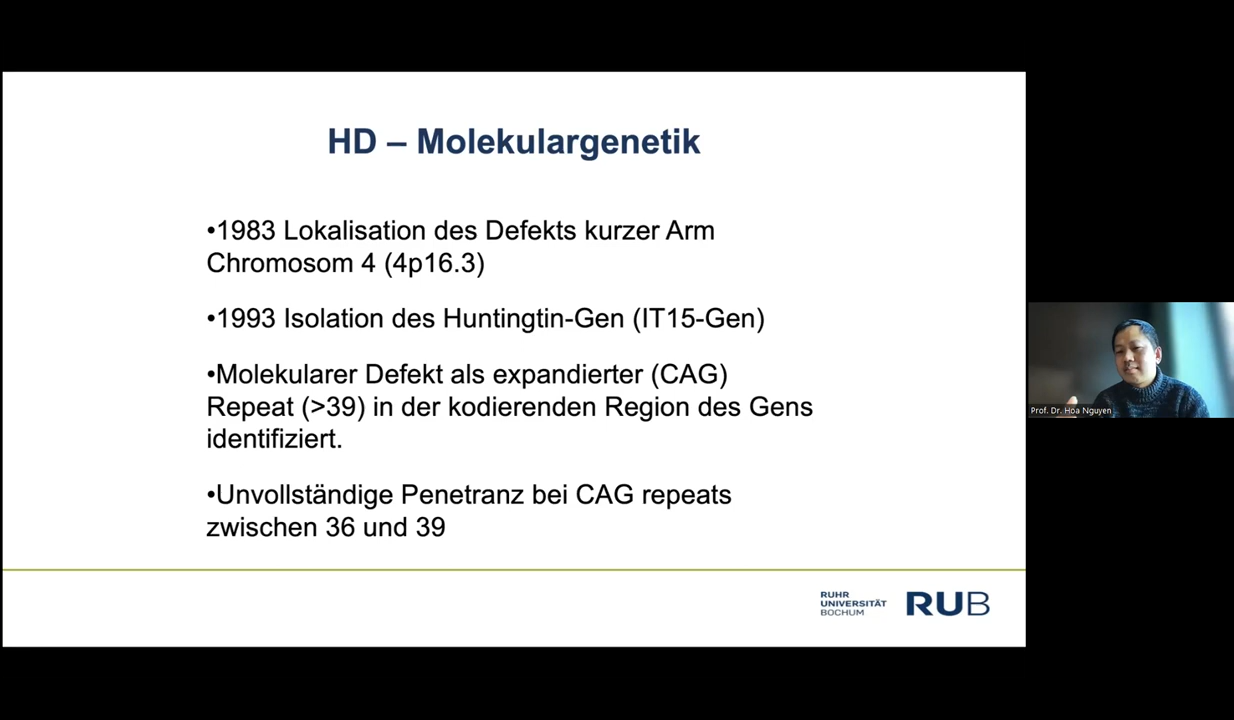 HD – Molekulargenetik
•1983 Lokalisation des Defekts kurzer Arm
Chromosom 4 (4p16.3)
•1993 Isolation des Huntingtin-Gen (IT15-Gen)
•Molekularer Defekt als expandierter (CAG)
Repeat (>39) in der kodierenden Region des Gens
identifiziert.
•Unvollständige Penetranz bei CAG repeats
zwischen 36 und 39
RUHR
UNIVERSITÄT
BOCHUM
RUB
Prof. Dr. Hoa Nguyen